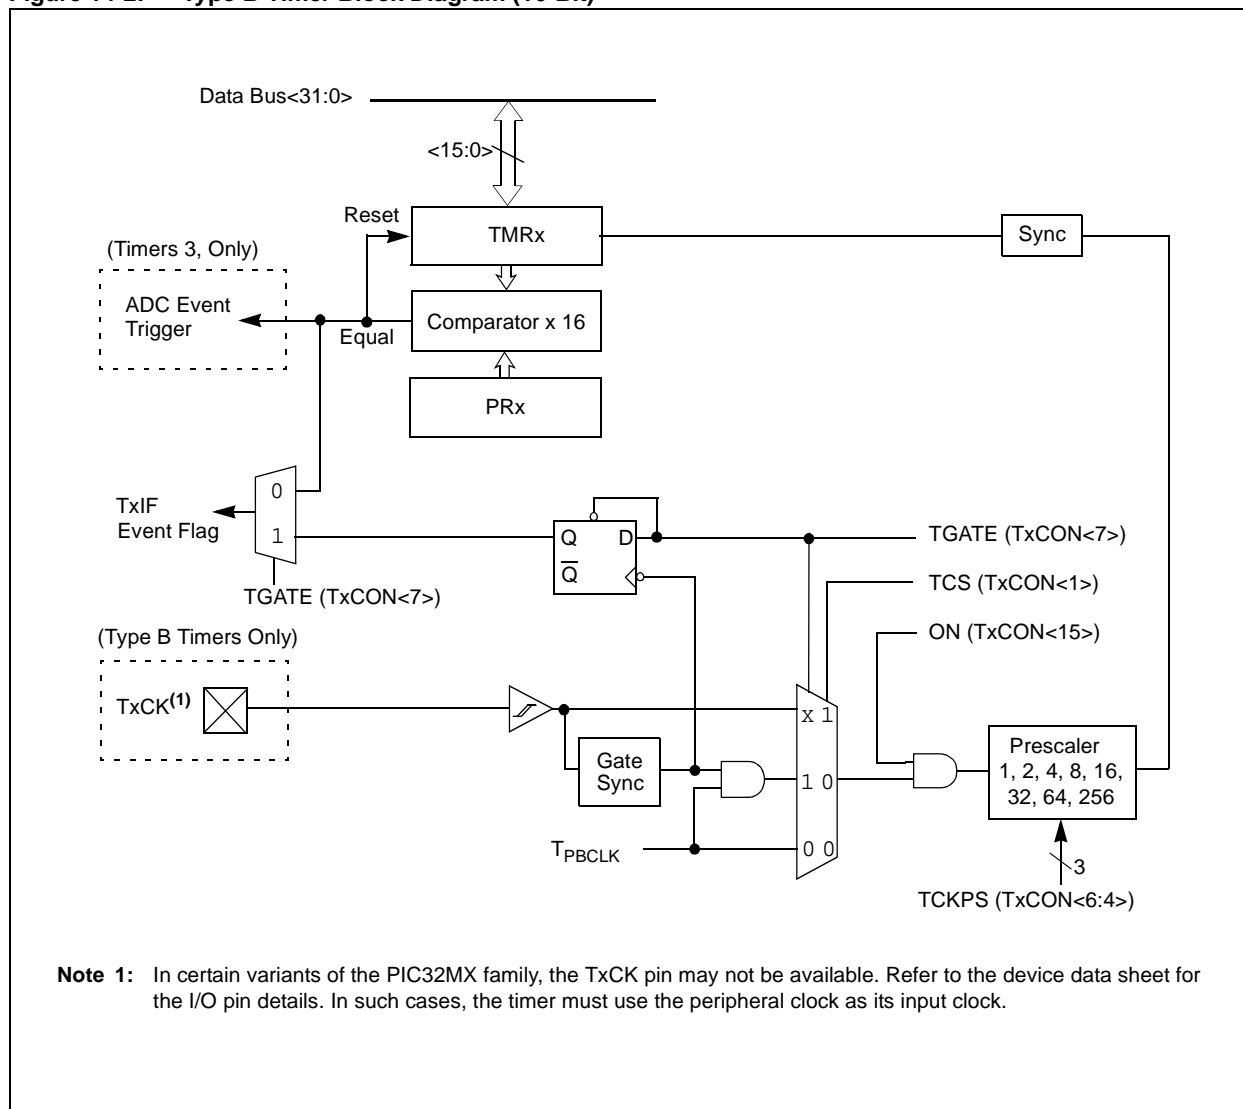 Data Bus<31:0>
<15:0>
Reset
TMRx
Sync
(Timers 3, Only)
ADC Event
Trigger
Equal
Comparator x 16
PRx
TxIF
Event Flag
0
1
Q D
Q
TGATE (TxCON<7>)
TGATE (TxCON<7>)
TCS (TxCON<1>)
ON (TxCON<15>)
(Type B Timers Only)
TxCK(1)
x 1
Gate
Sync
1 0
Prescaler
1, 2, 4, 8, 16,
32, 64, 256
TPBCLK
0 0
3
TCKPS (TxCON<6:4>)
Note 1: In certain variants of the PIC32MX family, the TxCK pin may not be available. Refer to the device data sheet for
the I/O pin details. In such cases, the timer must use the peripheral clock as its input clock.